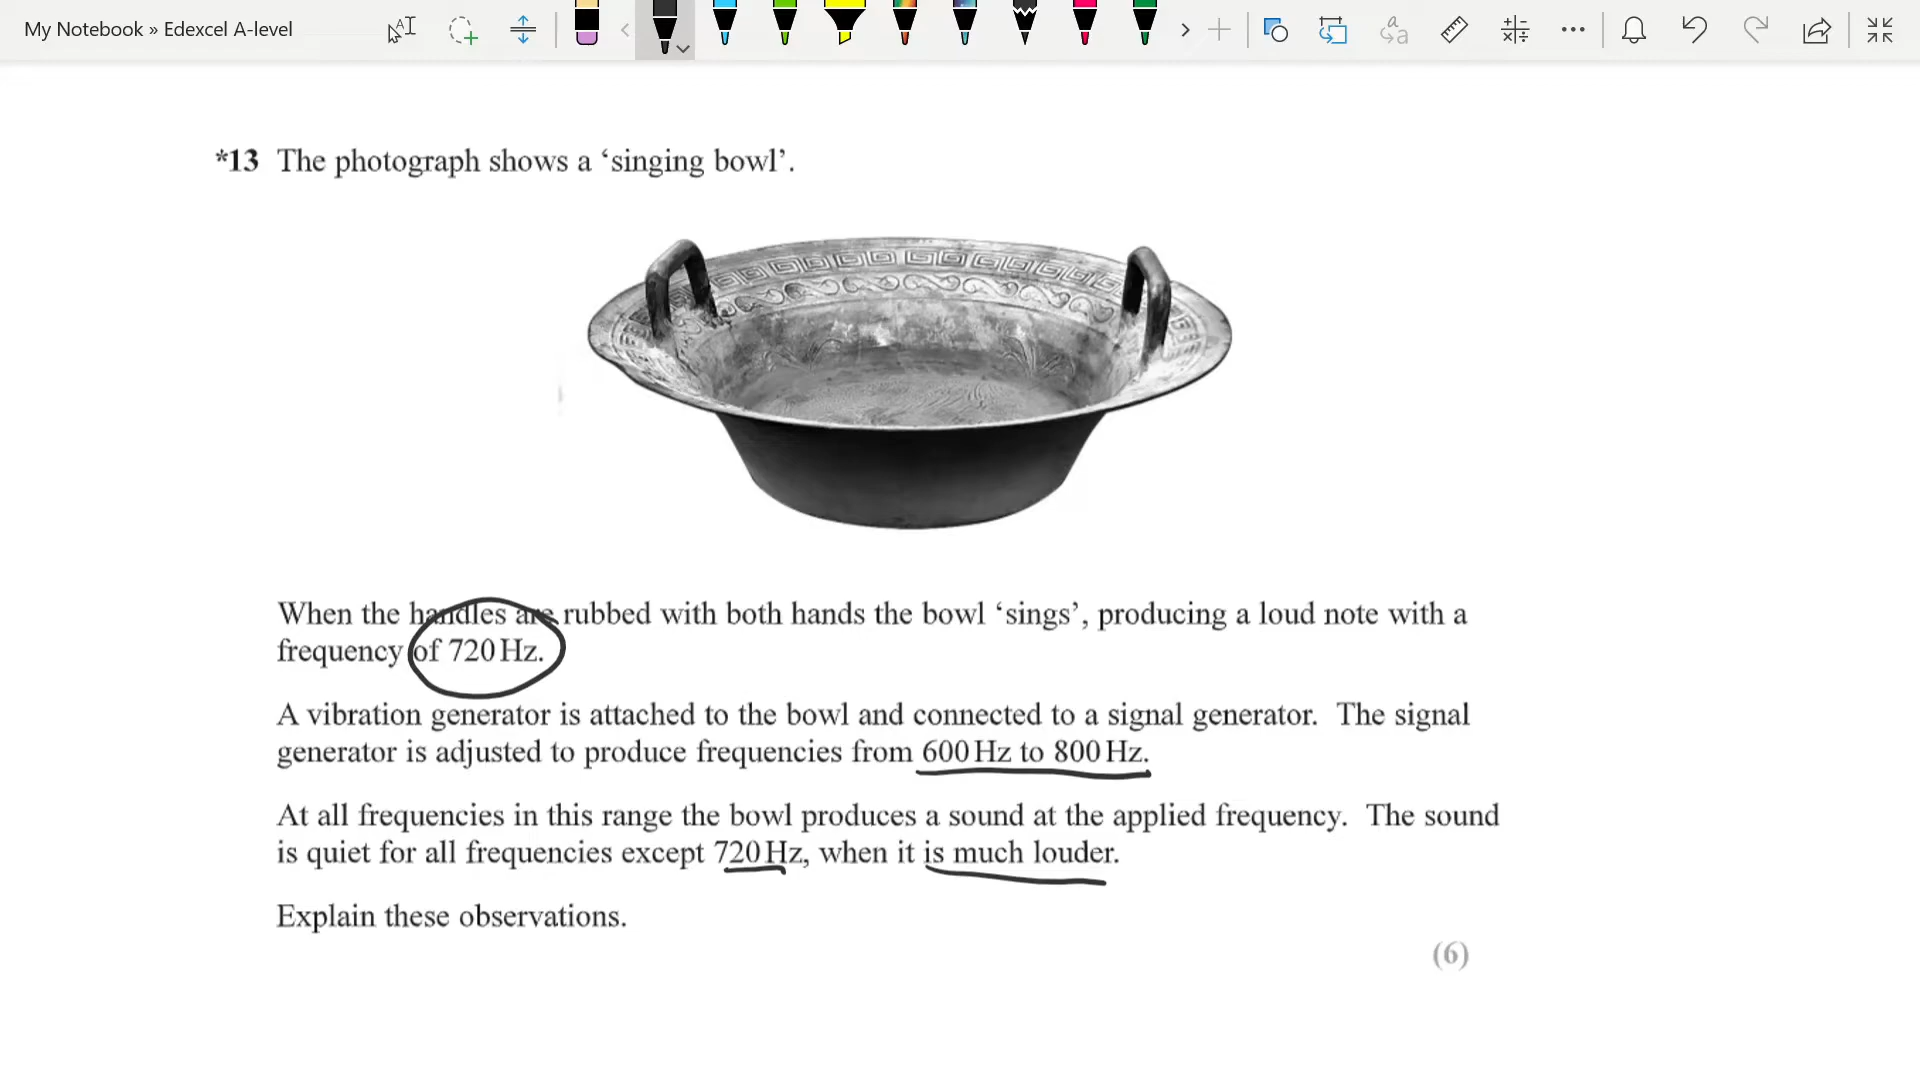 My Notebook » Edexcel A-level
*13 The photograph shows a ‘singing bowl’.
When the handles are rubbed with both hands the bowl ‘sings’, producing a loud note with a
frequency of 720 Hz.
A vibration generator is attached to the bowl and connected to a signal generator. The signal
generator is adjusted to produce frequencies from 600 Hz to 800 Hz.
At all frequencies in this range the bowl produces a sound at the applied frequency. The sound
is quiet for all frequencies except 720 Hz, when it is much louder.
Explain these observations.
(6)